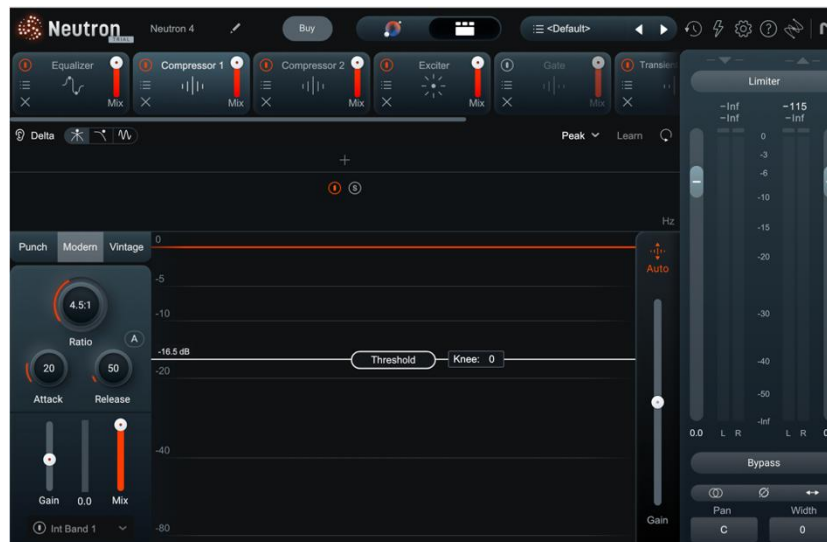 Neutron
TRIAL
Neutron 4
Buy
<Default>
Equalizer
Mix
Compressor 1
Mix
Compressor 2
Mix
Exciter
Mix
Gate
Mix
Transien
Limiter
-Inf -115
-Inf -Inf
Delta
Peak
Learn
S
Hz
Punch Modern Vintage
4.5:1
Ratio
A
20
Attack
50
Release
Gain 0.0 Mix
Int Band 1
0
-5
-10
-16.5 dB
Threshold
Knee: 0
-20
-40
-80
Auto
Gain
0
-3
-6
-10
-15
-20
-30
-40
-50
-Inf
0.0 L R L R
Bypass
Pan Width
C 0